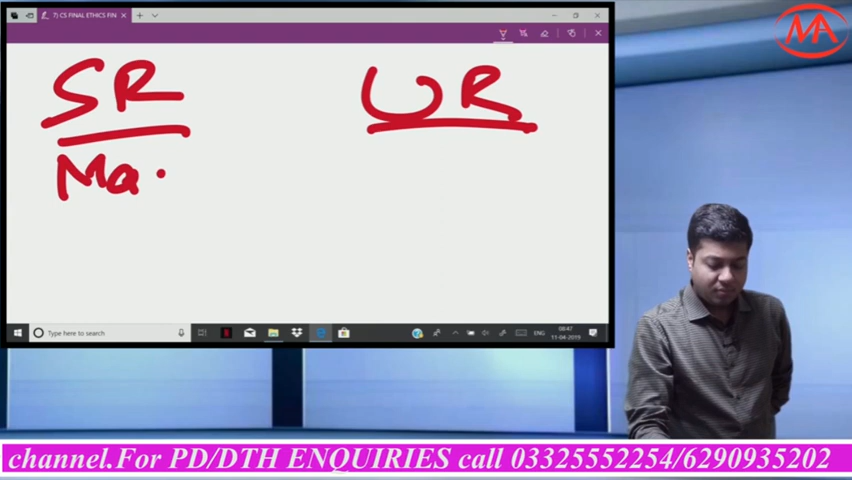 7) CS FINAL ETHICS FIN
SR
UR
Ma
Type here to search
ENG
08:47
11-04-2019
MA
channel.For PD/DTH ENQUIRIES call 03325552254/6290935202